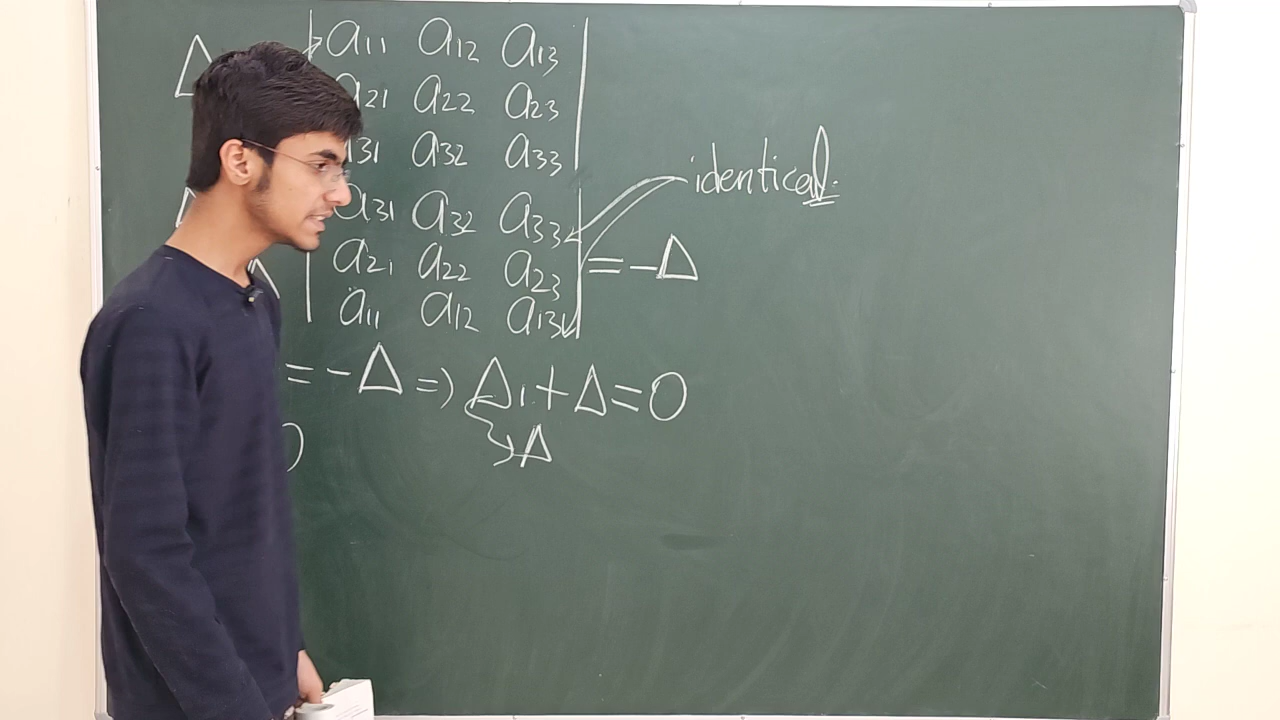 Δ | a11 a12 a13 |
a21 a22 a23
a31 a32 a33
identical
a31 a32 a33
a21 a22 a23 = -Δ
a11 a12 a13
= -Δ => Δ1 + Δ = 0
Δ